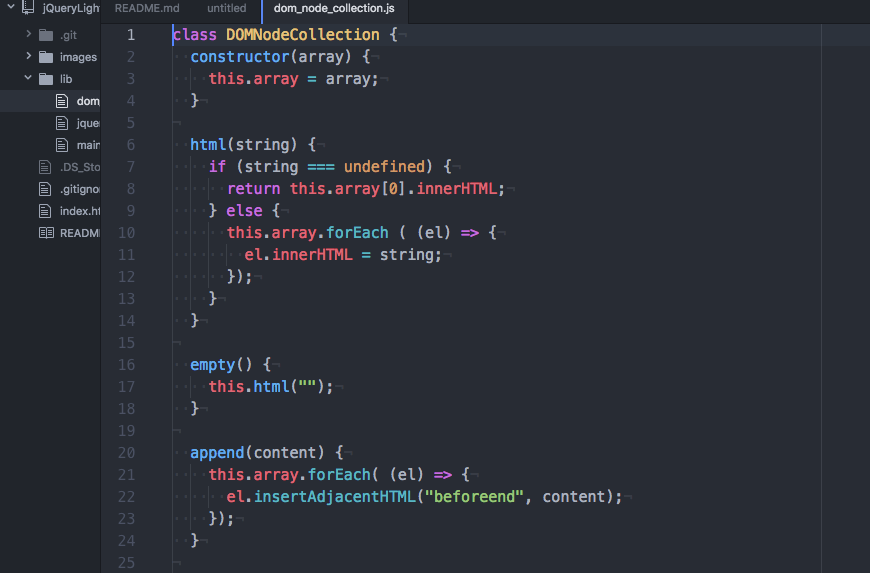 jQueryLigh
.git
images
lib
dom_
jque
main
.DS_Sto
.gitigno
index.ht
READM
README.md untitled dom_node_collection.js
1 class DOMNodeCollection {
2 constructor(array) {
3 this.array = array;
4 }
5
6 html(string) {
7 if (string === undefined) {
8 return this.array[0].innerHTML;
9 } else {
10 this.array.forEach ( (el) => {
11 el.innerHTML = string;
12 });
13 }
14 }
15
16 empty() {
17 this.html("");
18 }
19
20 append(content) {
21 this.array.forEach( (el) => {
22 el.insertAdjacentHTML("beforeend", content);
23 });
24 }
25